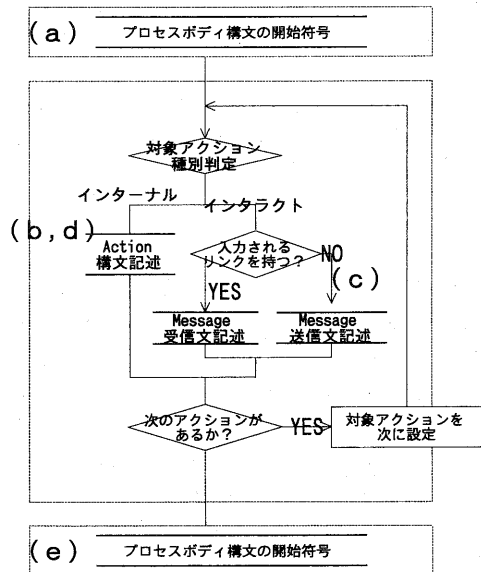 (a) プロセスボディ構文の開始符号
対象アクション
種別判定
インターナル
インタラクト
(b,d)
Action
構文記述
入力される
リンクを持つ?
NO
(c)
YES
Message
受信文記述
Message
送信文記述
次のアクションが
あるか?
YES
対象アクションを
次に設定
(e) プロセスボディ構文の開始符号